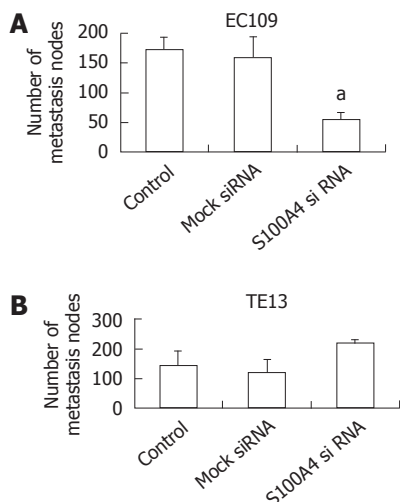 A
EC109
Number of
metastasis nodes
200
150
100
50
0
a
Control
Mock siRNA
S100A4 si RNA
B
TE13
Number of
metastasis nodes
300
200
100
0
Control
Mock siRNA
S100A4 si RNA